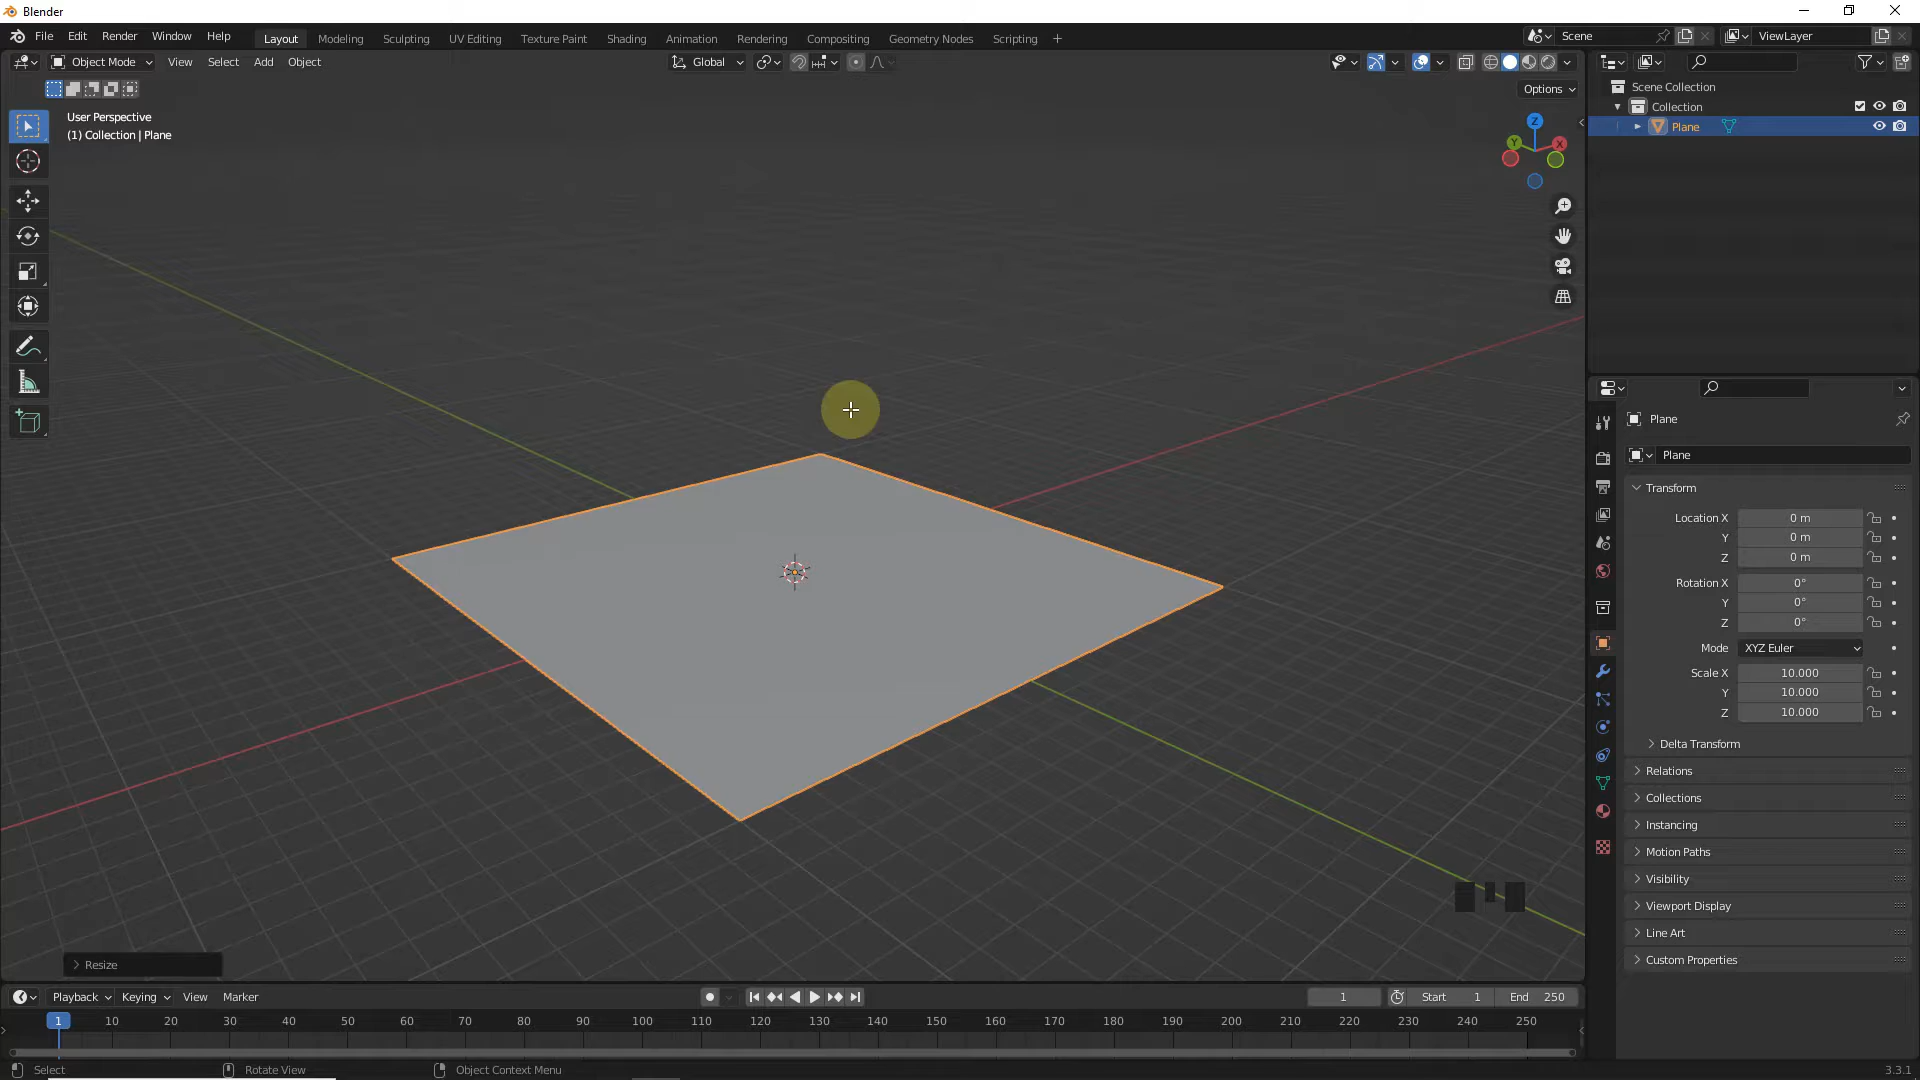 Blender
File Edit Render Window Help
Layout Modeling Sculpting UV Editing Texture Paint Shading Animation Rendering Compositing Geometry Nodes Scripting
Scene
ViewLayer
Object Mode View Select Add Object
Global
Options
User Perspective
(1) Collection | Plane
Z
Y
X
Scene Collection
Collection
Plane
Plane
Plane
Transform
Location X 0 m
Y 0 m
Z 0 m
Rotation X 0°
Y 0°
Z 0°
Mode XYZ Euler
Scale X 10.000
Y 10.000
Z 10.000
Delta Transform
Relations
Collections
Instancing
Motion Paths
Visibility
Viewport Display
Line Art
Custom Properties
Resize
Playback Keying View Marker
1
Start 1
End 250
1 10 20 30 40 50 60 70 80 90 100 110 120 130 140 150 160 170 180 190 200 210 220 230 240 250
Select Rotate View Object Context Menu
3.3.1